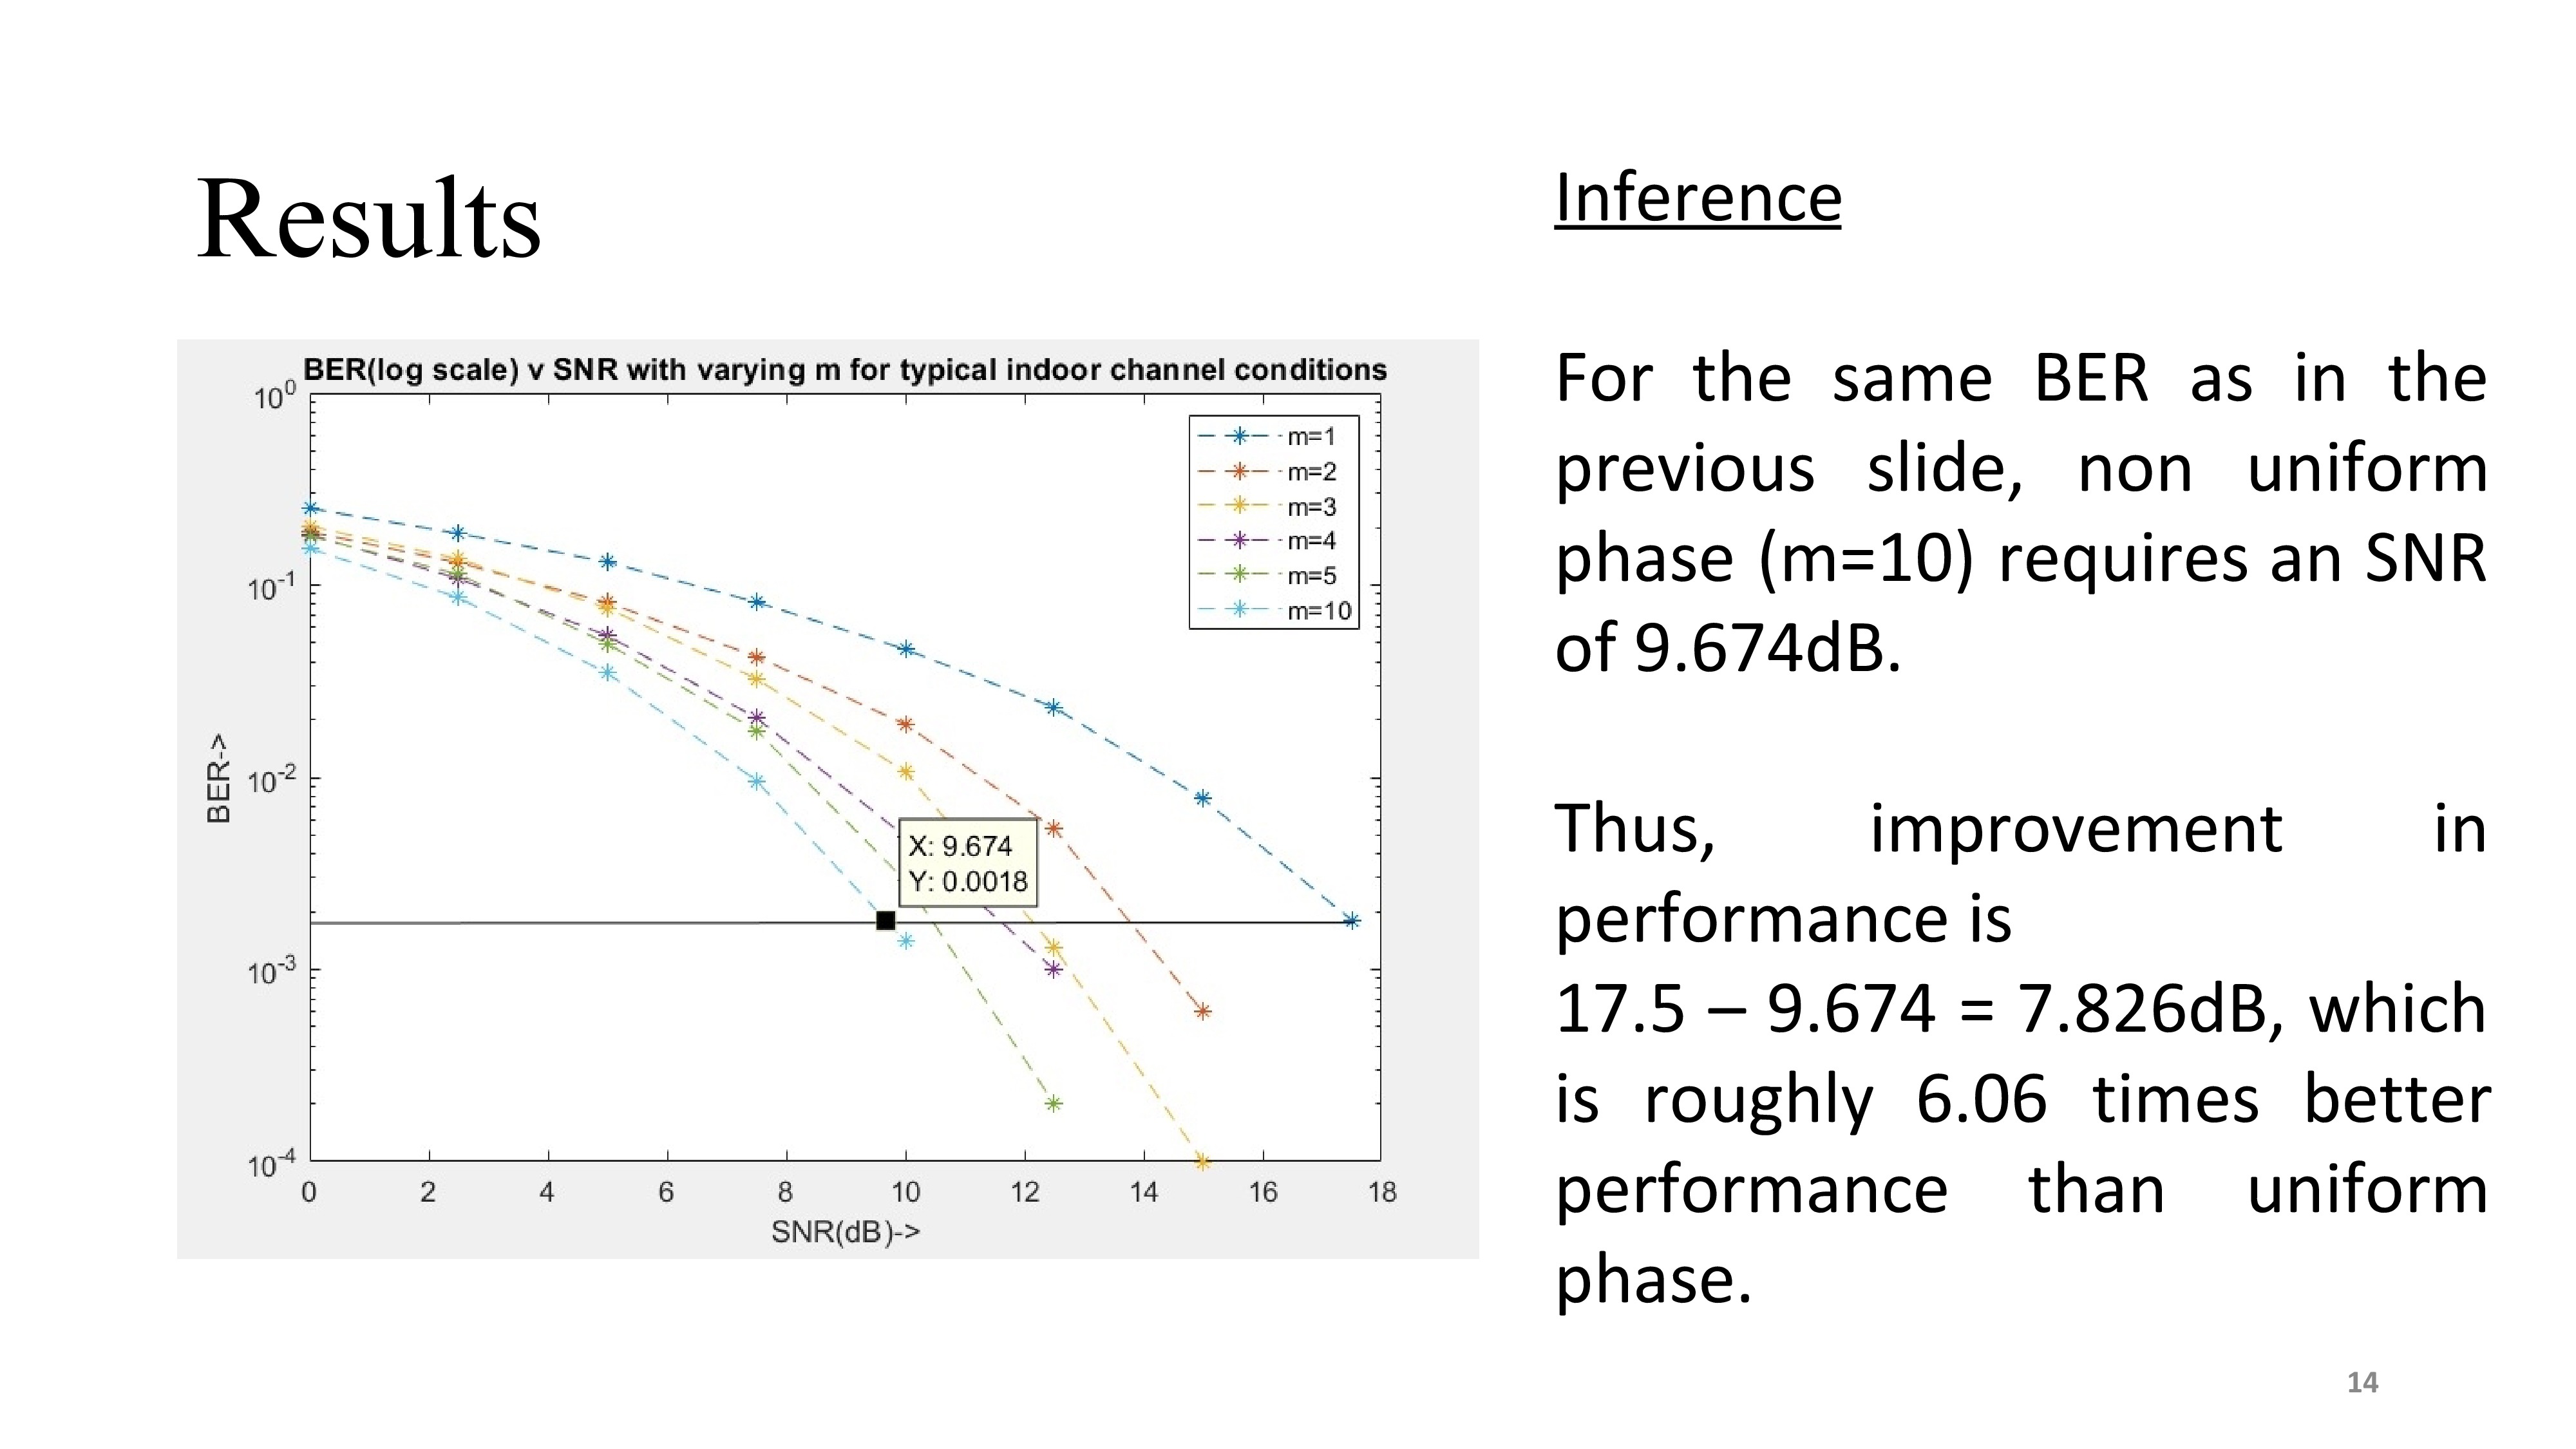 Results
BER(log scale) v SNR with varying m for typical indoor channel conditions
10^0
10^-1
10^-2
10^-3
10^-4
BER->
m=1
m=2
m=3
m=4
m=5
m=10
X: 9.674
Y: 0.0018
0 2 4 6 8 10 12 14 16 18
SNR(dB)->
Inference
For the same BER as in the
previous slide, non uniform
phase (m=10) requires an SNR
of 9.674dB.
Thus, improvement in
performance is
17.5 – 9.674 = 7.826dB, which
is roughly 6.06 times better
performance than uniform
phase.
14